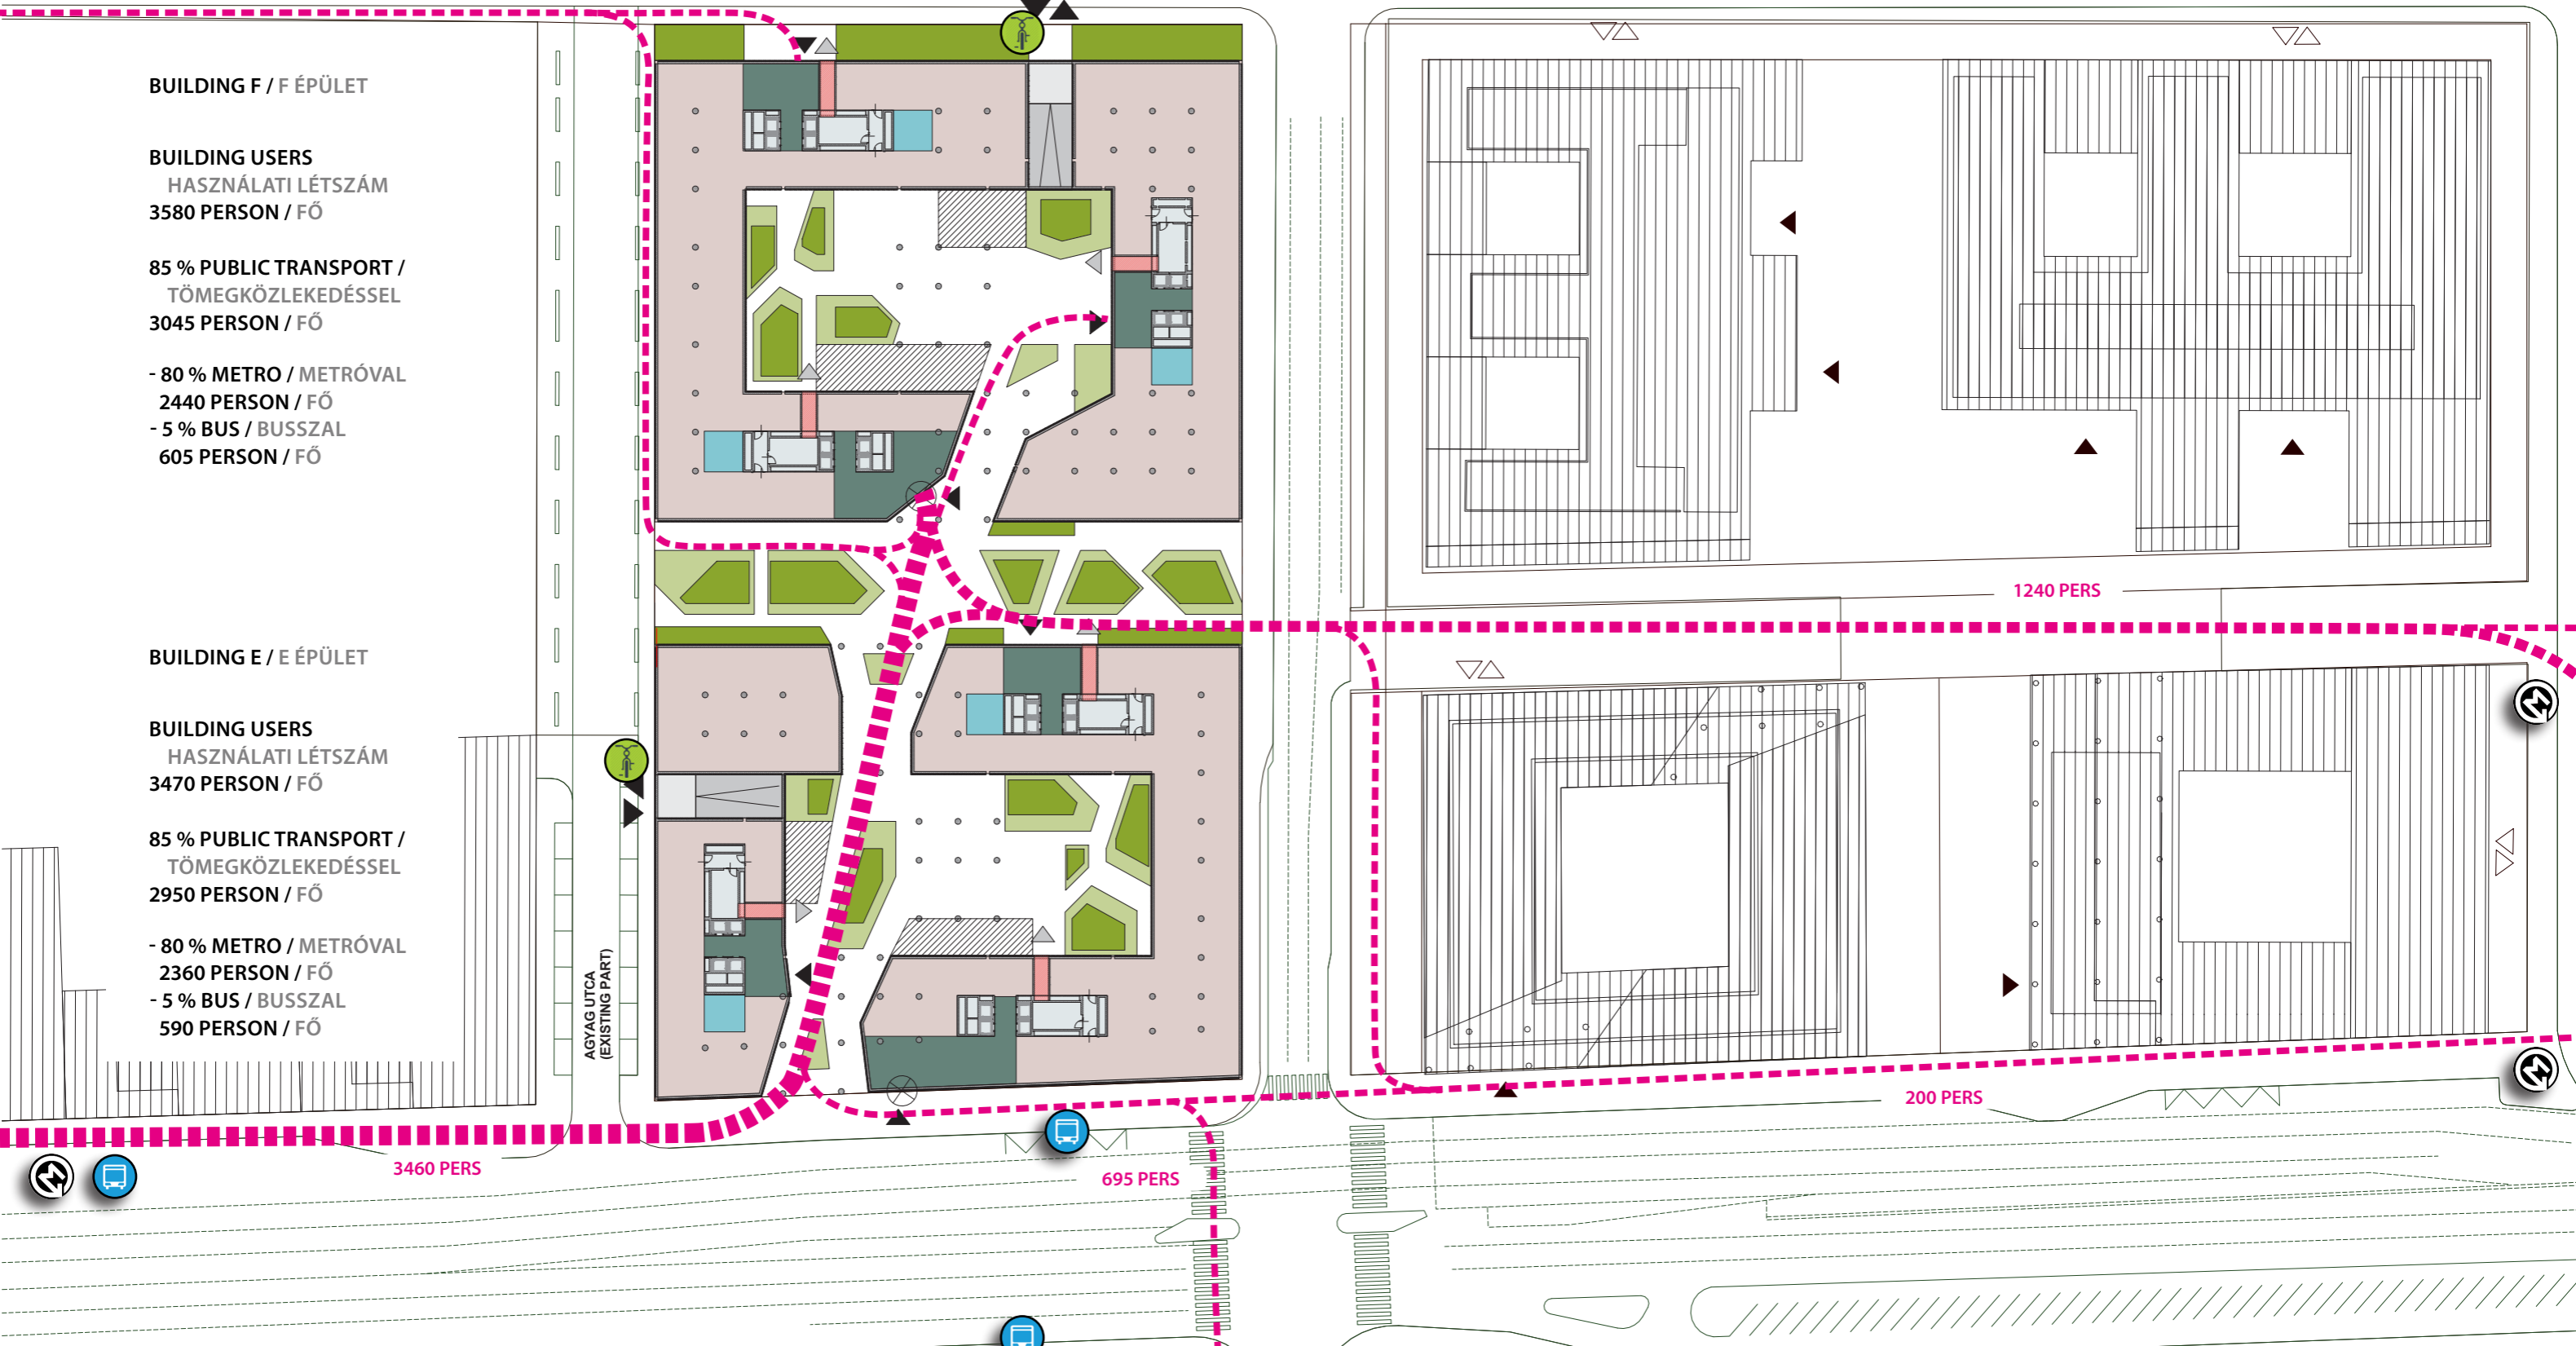 BUILDING F / F ÉPÜLET
BUILDING USERS
HASZNÁLATI LÉTSZÁM
3580 PERSON / FŐ
85 % PUBLIC TRANSPORT /
TÖMEGKÖZLEKEDÉSSEL
3045 PERSON / FŐ
- 80 % METRO / METRÓVAL
2440 PERSON / FŐ
- 5 % BUS / BUSSZAL
605 PERSON / FŐ
BUILDING E / E ÉPÜLET
BUILDING USERS
HASZNÁLATI LÉTSZÁM
3470 PERSON / FŐ
85 % PUBLIC TRANSPORT /
TÖMEGKÖZLEKEDÉSSEL
2950 PERSON / FŐ
- 80 % METRO / METRÓVAL
2360 PERSON / FŐ
- 5 % BUS / BUSSZAL
590 PERSON / FŐ
AGYAG UTCA
(EXISTING PART)
1240 PERS
200 PERS
3460 PERS
695 PERS